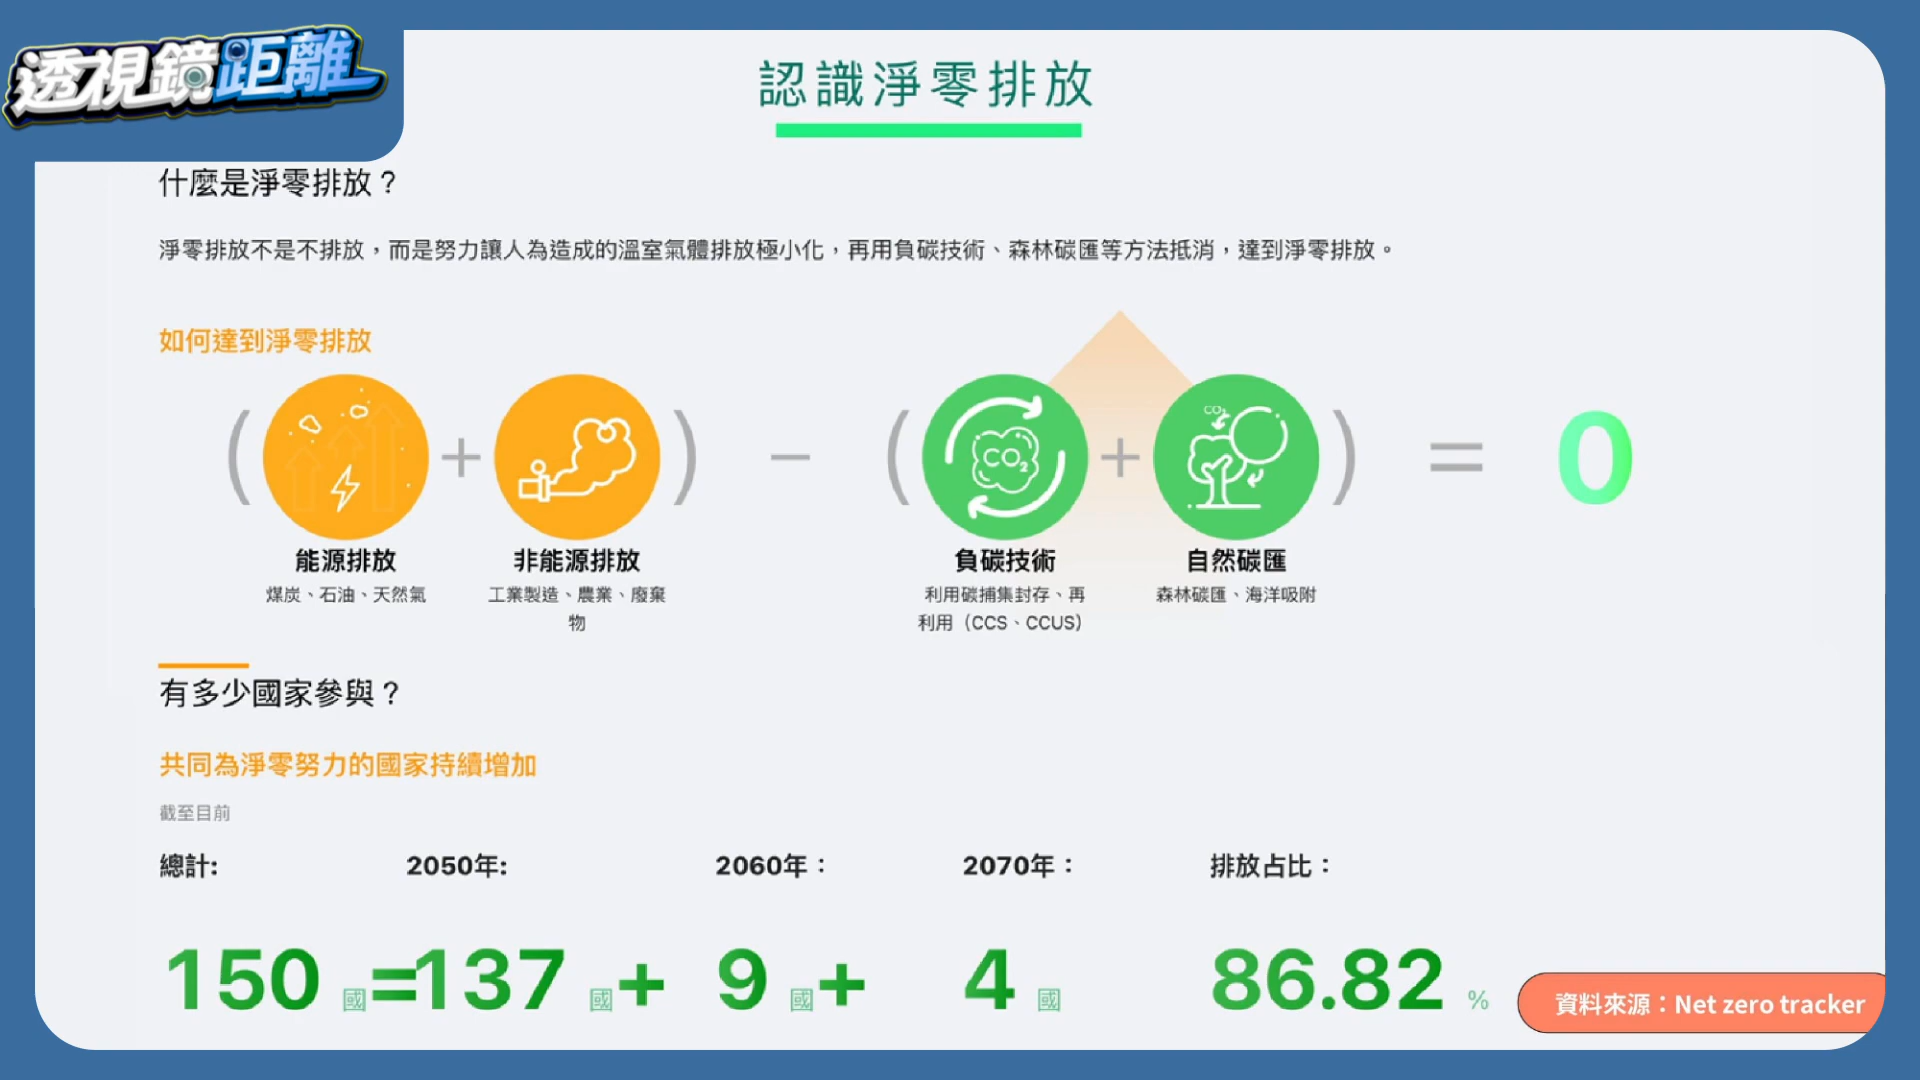 透視鏡距離
認識淨零排放
什麼是淨零排放？
淨零排放不是不排放，而是努力讓人為造成的溫室氣體排放極小化，再用負碳技術、森林碳匯等方法抵消，達到淨零排放。
如何達到淨零排放
( + ) － ( CO₂ + CO₂ ) = 0
能源排放 非能源排放 負碳技術 自然碳匯
煤炭、石油、天然氣 工業製造、農業、廢棄物 利用碳捕集封存、再利用（CCS、CCUS） 森林碳匯、海洋吸附
有多少國家參與？
共同為淨零努力的國家持續增加
截至目前
總計: 2050年: 2060年： 2070年： 排放占比：
150 國=137 國+ 9 國+ 4 國 86.82 %
資料來源：Net zero tracker